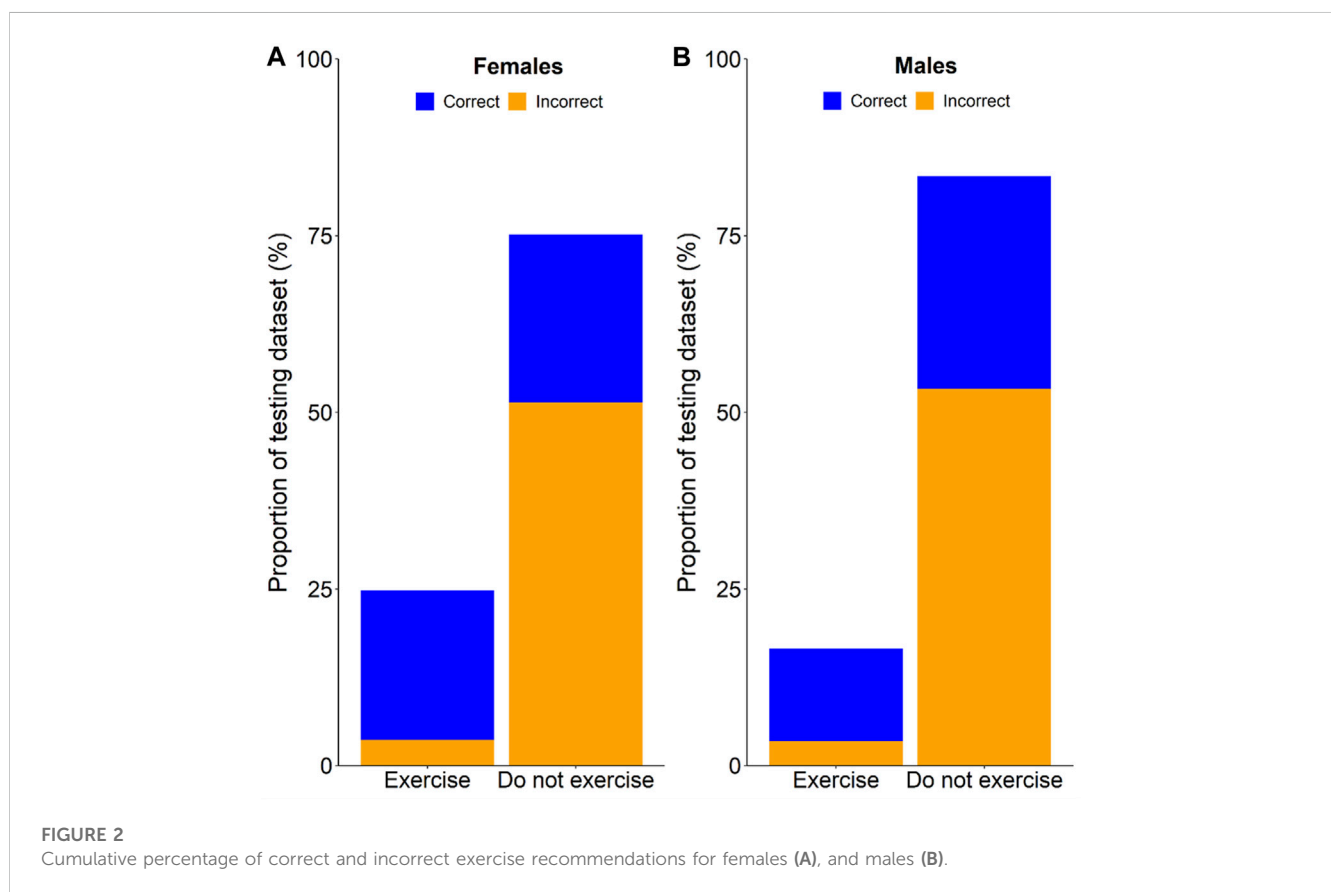 A
Females
Correct Incorrect
Proportion of testing dataset (%)
100
75
50
25
0
Exercise Do not exercise
B
Males
Correct Incorrect
Proportion of testing dataset (%)
100
75
50
25
0
Exercise Do not exercise
FIGURE 2
Cumulative percentage of correct and incorrect exercise recommendations for females (A), and males (B).